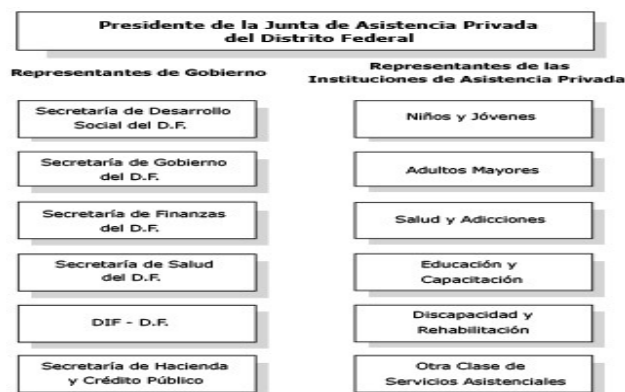 Presidente de la Junta de Asistencia Privada
del Distrito Federal
Representantes de Gobierno
Secretaría de Desarrollo
Social del D.F.
Secretaría de Gobierno
del D.F.
Secretaría de Finanzas
del D.F.
Secretaría de Salud
del D.F.
DIF - D.F.
Secretaría de Hacienda
y Crédito Público
Representantes de las
Instituciones de Asistencia Privada
Niños y Jóvenes
Adultos Mayores
Salud y Adicciones
Educación y
Capacitación
Discapacidad y
Rehabilitación
Otra Clase de
Servicios Asistenciales